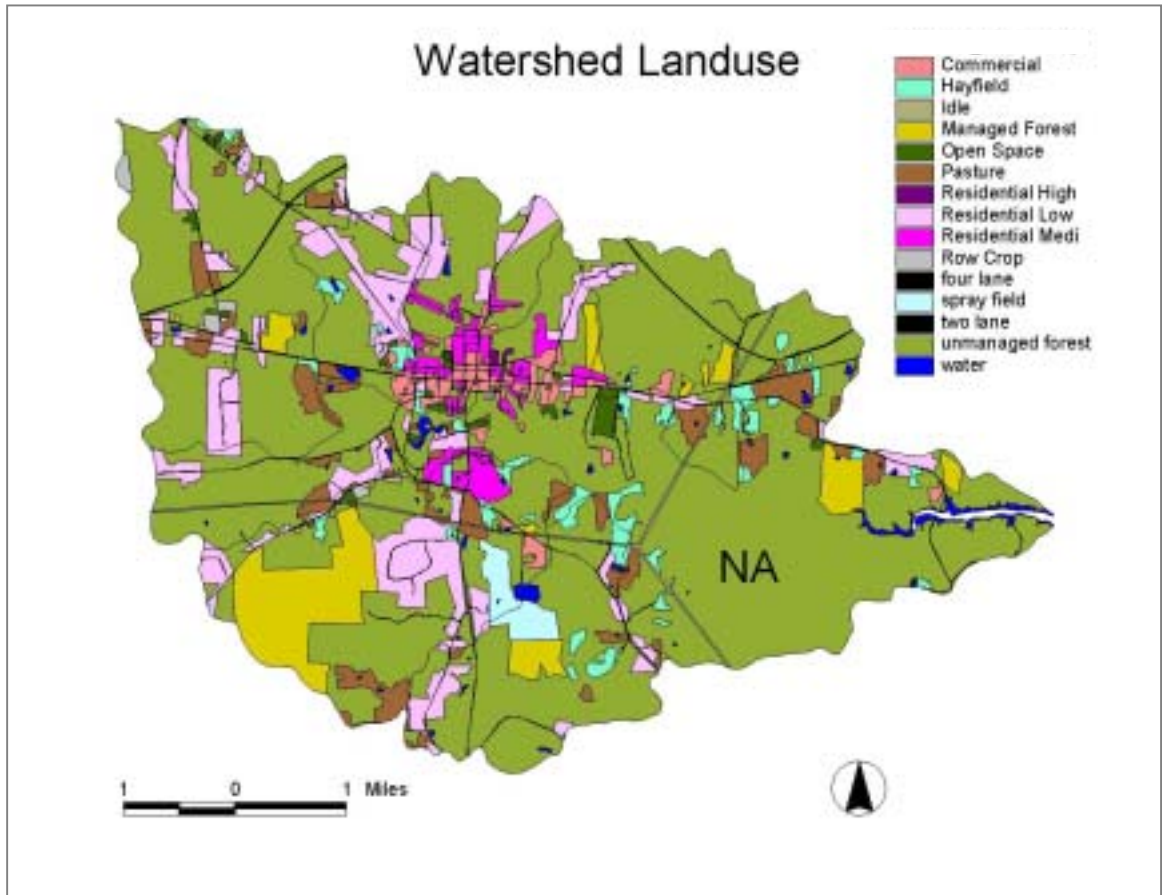 Watershed Landuse
Commercial
Hayfield
Idle
Managed Forest
Open Space
Pasture
Residential High
Residential Low
Residential Medi
Row Crop
four lane
spray field
two lane
unmanaged forest
water
NA
1 0 1 Miles